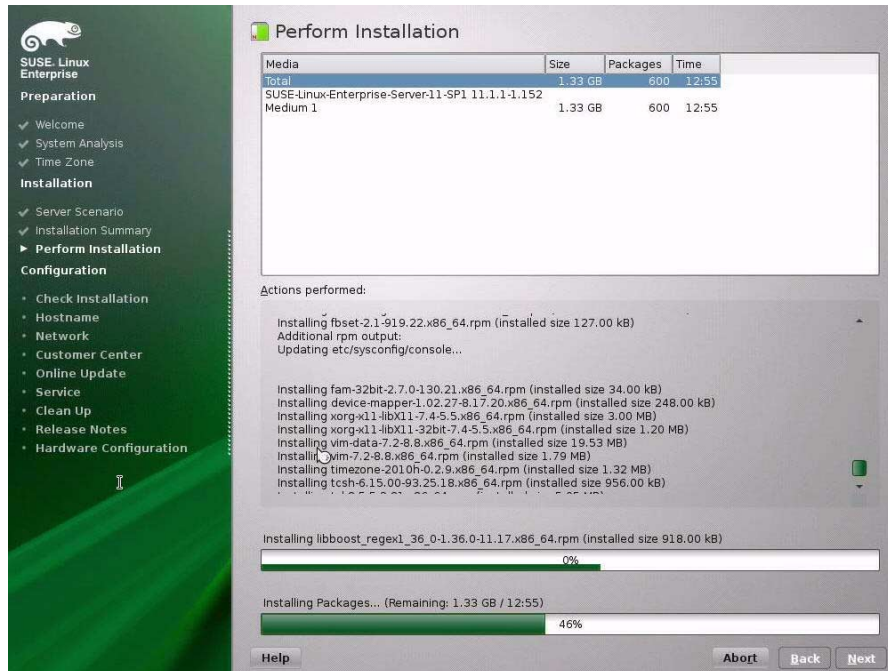 SUSE. Linux
Enterprise
Preparation
Welcome
System Analysis
Time Zone
Installation
Server Scenario
Installation Summary
Perform Installation
Configuration
Check Installation
Hostname
Network
Customer Center
Online Update
Service
Clean Up
Release Notes
Hardware Configuration
Perform Installation
Media Size Packages Time
Total 1.33 GB 600 12:55
SUSE-Linux-Enterprise-Server-11-SP1 11.1.1-1.152
Medium 1 1.33 GB 600 12:55
Actions performed:
Installing fbset-2.1-919.22.x86_64.rpm (installed size 127.00 kB)
Additional rpm output:
Updating etc/sysconfig/console...
Installing fam-32bit-2.7.0-130.21.x86_64.rpm (installed size 34.00 kB)
Installing device-mapper-1.02.27-8.17.20.x86_64.rpm (installed size 248.00 kB)
Installing xorg-x11-libX11-7.4-5.5.x86_64.rpm (installed size 3.00 MB)
Installing xorg-x11-libX11-32bit-7.4-5.5.x86_64.rpm (installed size 1.20 MB)
Installing vim-data-7.2-8.8.x86_64.rpm (installed size 19.53 MB)
Installing vim-7.2-8.8.x86_64.rpm (installed size 1.79 MB)
Installing timezone-2010h-0.2.9.x86_64.rpm (installed size 1.32 MB)
Installing tcsh-6.15.00-93.25.18.x86_64.rpm (installed size 956.00 kB)
Installing libboost_regex1_36_0-1.36.0-11.17.x86_64.rpm (installed size 918.00 kB)
0%
Installing Packages... (Remaining: 1.33 GB / 12:55)
46%
Help Abort Back Next